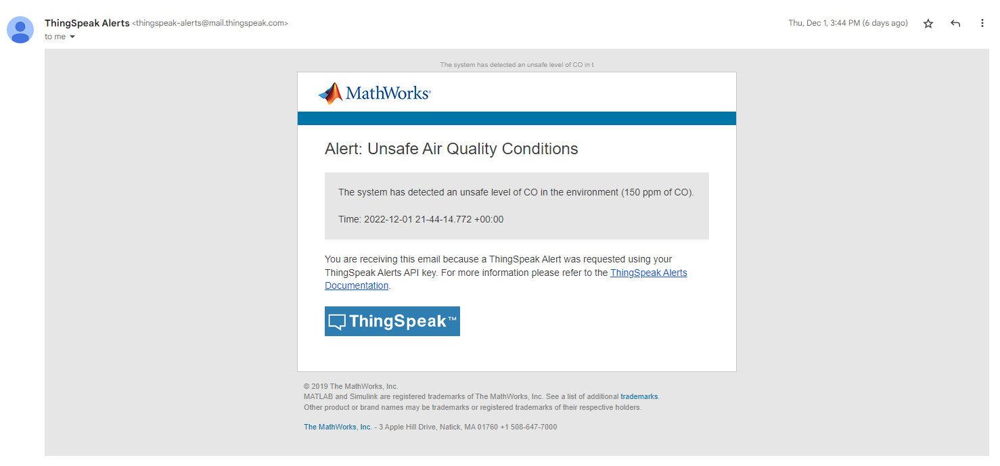 ThingSpeak Alerts <thingspeak-alerts@mail.thingspeak.com>
Thu, Dec 1, 3:44 PM (6 days ago)
to me
The system has detected an unsafe level of CO in t
MathWorks®
Alert: Unsafe Air Quality Conditions
The system has detected an unsafe level of CO in the environment (150 ppm of CO).
Time: 2022-12-01 21-44-14.772 +00:00
You are receiving this email because a ThingSpeak Alert was requested using your
ThingSpeak Alerts API key. For more information please refer to the ThingSpeak Alerts
Documentation.
ThingSpeak™
© 2019 The MathWorks, Inc.
MATLAB and Simulink are registered trademarks of The MathWorks, Inc. See a list of additional trademarks.
Other product or brand names may be trademarks or registered trademarks of their respective holders.
The MathWorks, Inc. - 3 Apple Hill Drive, Natick, MA 01760 +1 508-647-7000